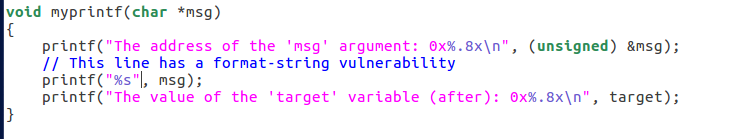 void myprintf(char *msg)
{
    printf("The address of the 'msg' argument: 0x%.8x\n", (unsigned) &msg);
    // This line has a format-string vulnerability
    printf("%s", msg);
    printf("The value of the 'target' variable (after): 0x%.8x\n", target);
}